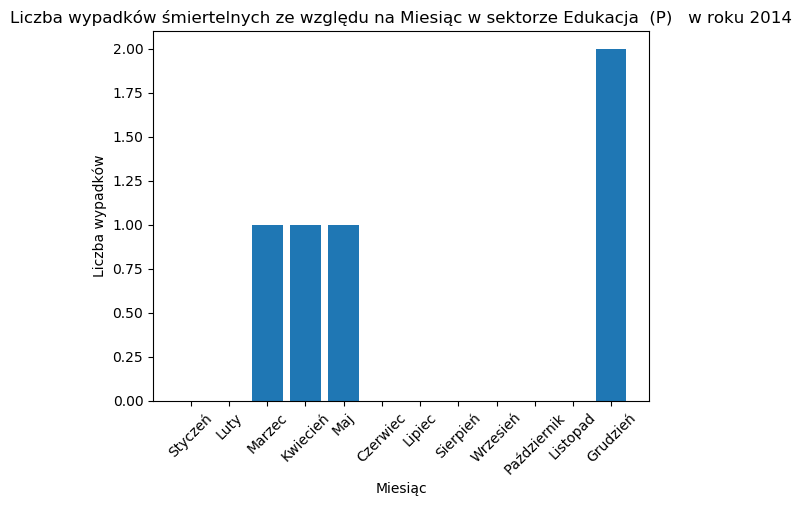 Liczba wypadków śmiertelnych ze względu na Miesiąc w sektorze Edukacja  (P)   w roku 2014
2.00
1.75
1.50
1.25
1.00
0.75
0.50
0.25
0.00
Liczba wypadków
Styczeń
Luty
Marzec
Kwiecień
Maj
Czerwiec
Lipiec
Sierpień
Wrzesień
Październik
Listopad
Grudzień
Miesiąc